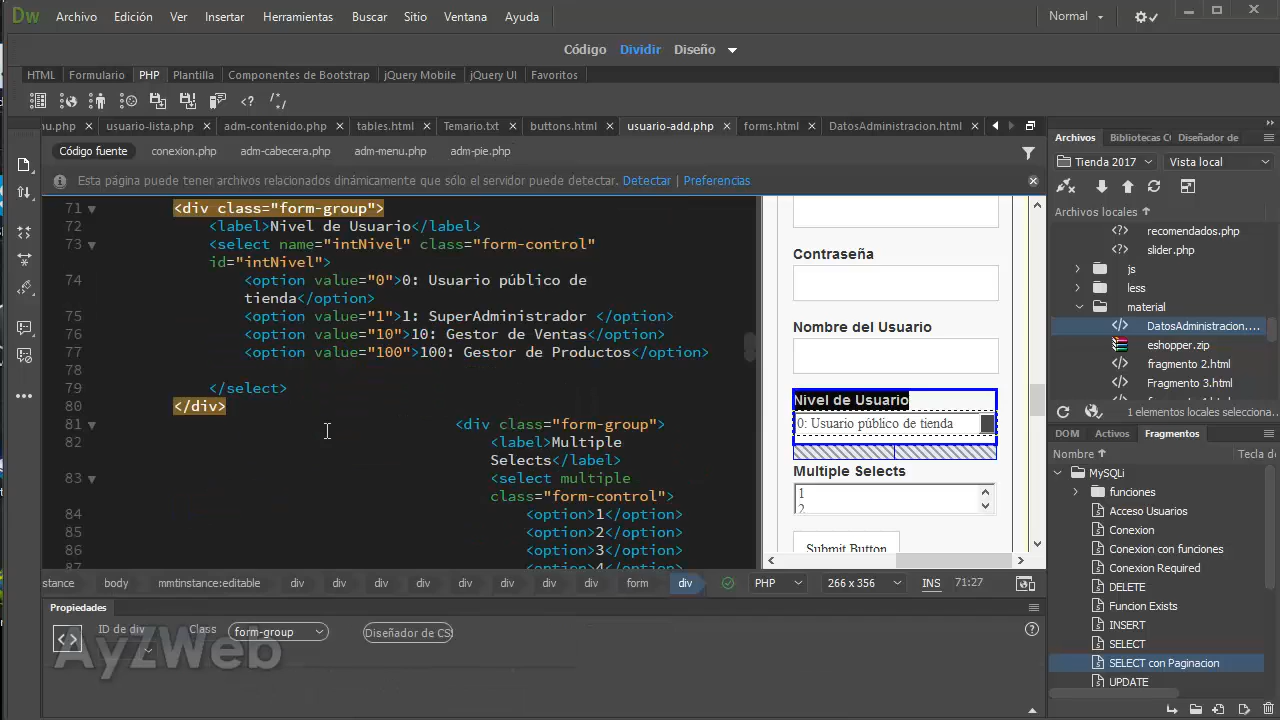 Dw Archivo Edición Ver Insertar Herramientas Buscar Sitio Ventana Ayuda Normal
Código Dividir Diseño
HTML Formulario PHP Plantilla Componentes de Bootstrap jQuery Mobile jQuery UI Favoritos
nu.php usuario-lista.php adm-contenido.php tables.html Temario.txt buttons.html usuario-add.php forms.html DatosAdministracion.html
Código fuente conexion.php adm-cabecera.php adm-menu.php adm-pie.php
Esta página puede tener archivos relacionados dinámicamente que sólo el servidor puede detectar. Detectar | Preferencias
71 <div class="form-group">
72 <label>Nivel de Usuario</label>
73 <select name="intNivel" class="form-control"
id="intNivel">
74 <option value="0">0: Usuario público de
tienda</option>
75 <option value="1">1: SuperAdministrador </option>
76 <option value="10">10: Gestor de Ventas</option>
77 <option value="100">100: Gestor de Productos</option>
78
79 </select>
80 </div>
81 <div class="form-group">
82 <label>Multiple
Selects</label>
83 <select multiple
class="form-control">
84 <option>1</option>
85 <option>2</option>
86 <option>3</option>
87 <option>4</option>
Contraseña
Nombre del Usuario
Nivel de Usuario
0: Usuario público de tienda
Multiple Selects
1
2
Submit Button
stance body mmtinstance:editable div div div div div div div form div PHP 266 x 356 INS 71:27
Propiedades
ID de div Class form-group Diseñador de CS
AyZWeb
Archivos Bibliotecas C Diseñador de
Tienda 2017 Vista local
Archivos locales
recomendados.php
slider.php
js
less
material
DatosAdministracion....
eshopper.zip
fragmento 2.html
Fragmento 3.html
1 elementos locales selecciona...
DOM Activos Fragmentos
Nombre Tecla de
MySQLi
funciones
Acceso Usuarios
Conexion
Conexion con funciones
Conexion Required
DELETE
Funcion Exists
INSERT
SELECT
SELECT con Paginacion
UPDATE